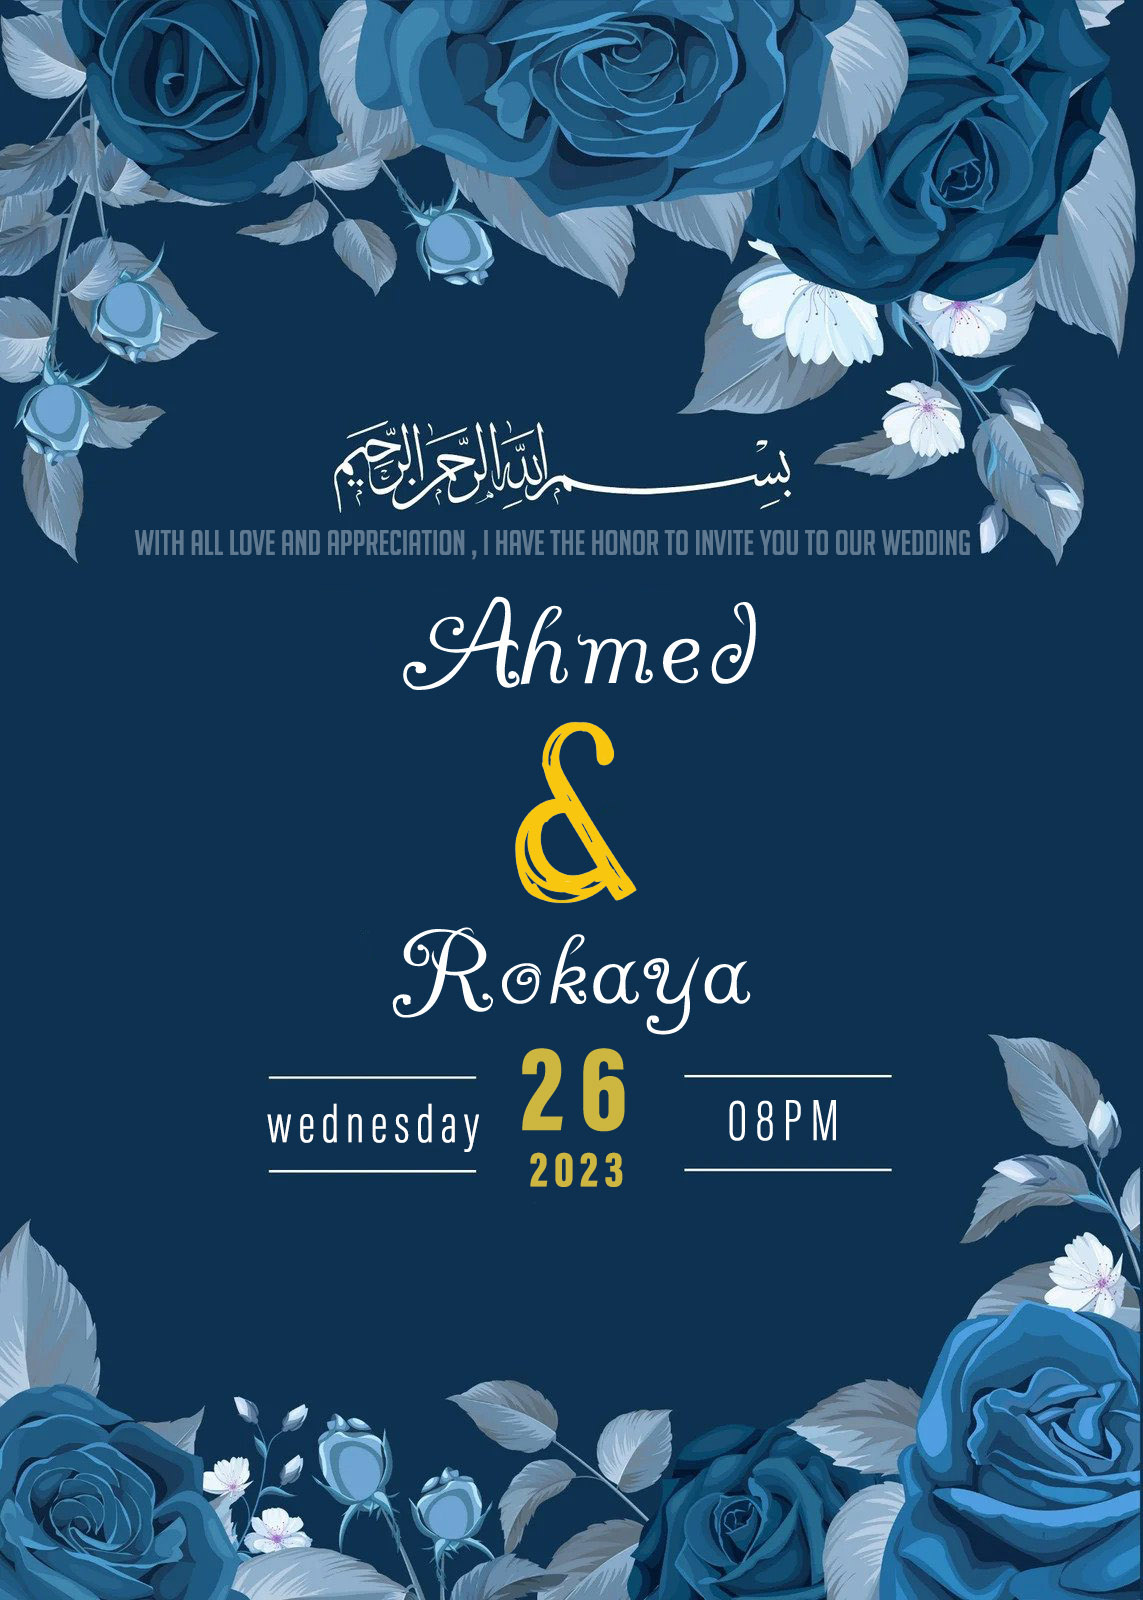 بسم الله الرحمن الرحيم
WITH ALL LOVE AND APPRECIATION , I HAVE THE HONOR TO INVITE YOU TO OUR WEDDING
Ahmed
&
Rokaya
wednesday
26
2023
08PM